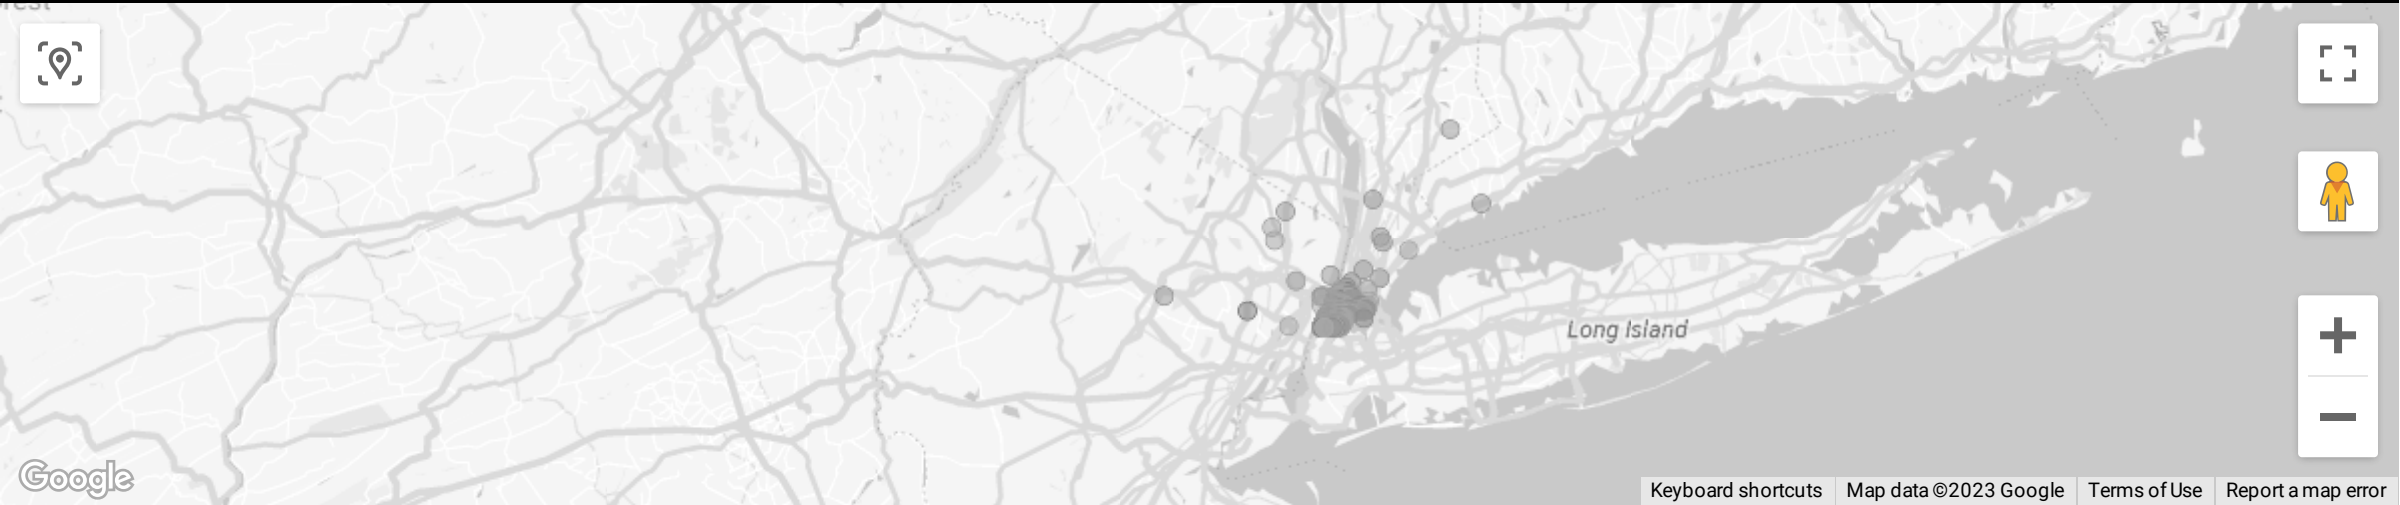 Long Island
Google
Keyboard shortcuts
Map data ©2023 Google
Terms of Use
Report a map error